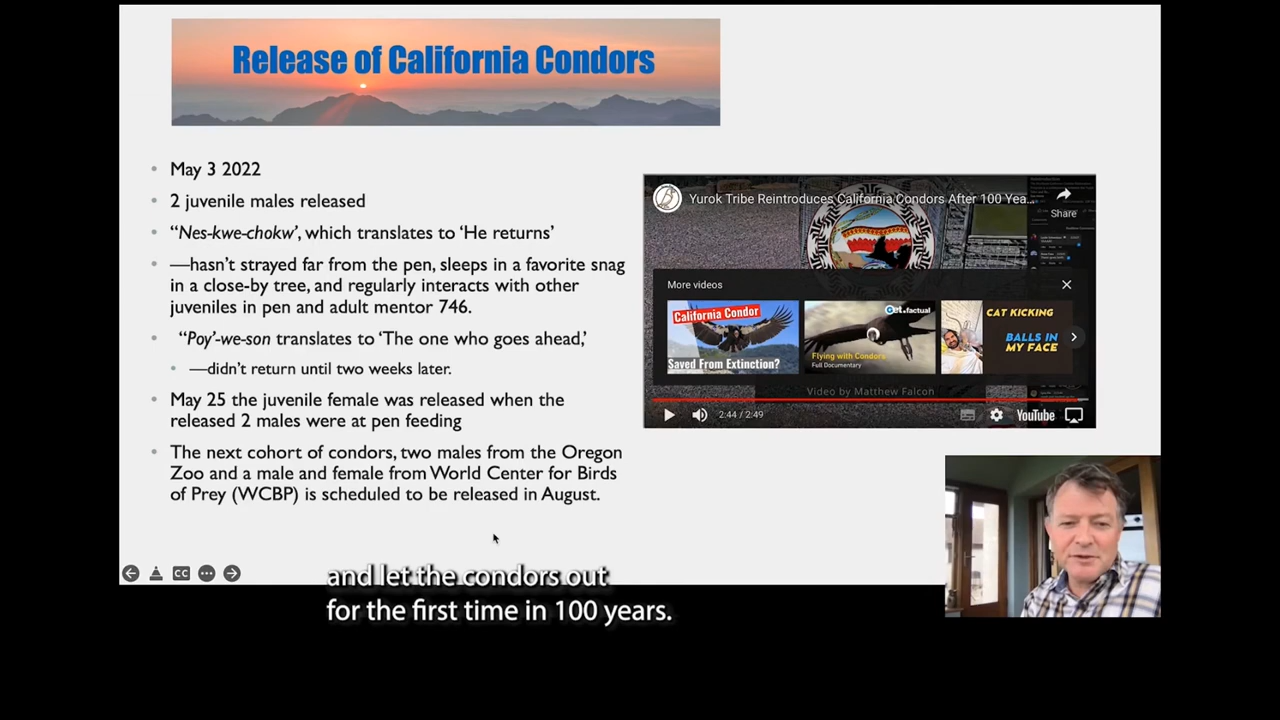 Release of California Condors
• May 3 2022
• 2 juvenile males released
• “Nes-kwe-chokw’, which translates to ‘He returns’
• —hasn’t strayed far from the pen, sleeps in a favorite snag
in a close-by tree, and regularly interacts with other
juveniles in pen and adult mentor 746.
• “Poy’-we-son translates to ‘The one who goes ahead,’
• —didn’t return until two weeks later.
• May 25 the juvenile female was released when the
released 2 males were at pen feeding
• The next cohort of condors, two males from the Oregon
Zoo and a male and female from World Center for Birds
of Prey (WCBP) is scheduled to be released in August.
Yurok Tribe Reintroduces California Condors After 100 Yea...
Share
More videos
California Condor
Saved From Extinction?
Get.factual
Flying with Condors
Full Documentary
CAT KICKING
BALLS IN
MY FACE
Video by Matthew Falcon
2:44 / 2:49
YouTube
CC
and let the condors out
for the first time in 100 years.